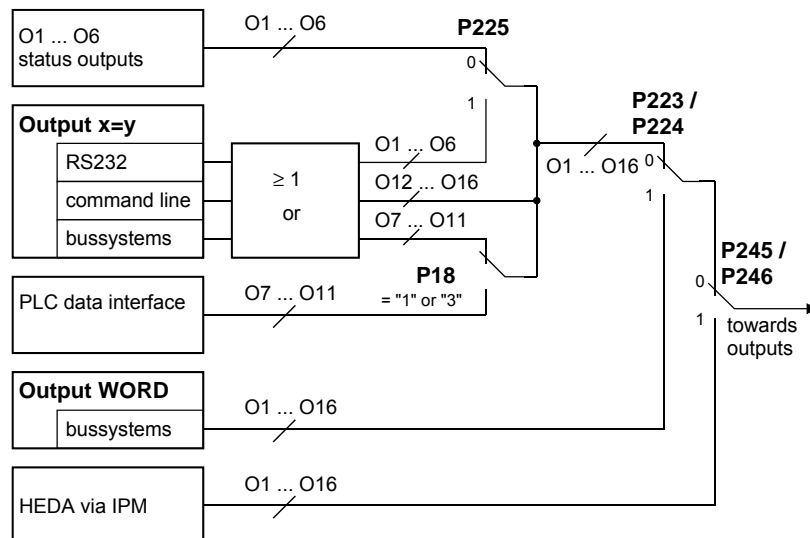 O1 ... O6
status outputs
O1 ... O6
P225
0
1
Output x=y
RS232
command line
bussystems
≥ 1
or
O1 ... O6
O12 ... O16
O7 ... O11
P223 /
P224
O1 ... O16
0
1
P18
= "1" or "3"
PLC data interface
O7 ... O11
P245 /
P246
0
1
towards
outputs
Output WORD
bussystems
O1 ... O16
HEDA via IPM
O1 ... O16